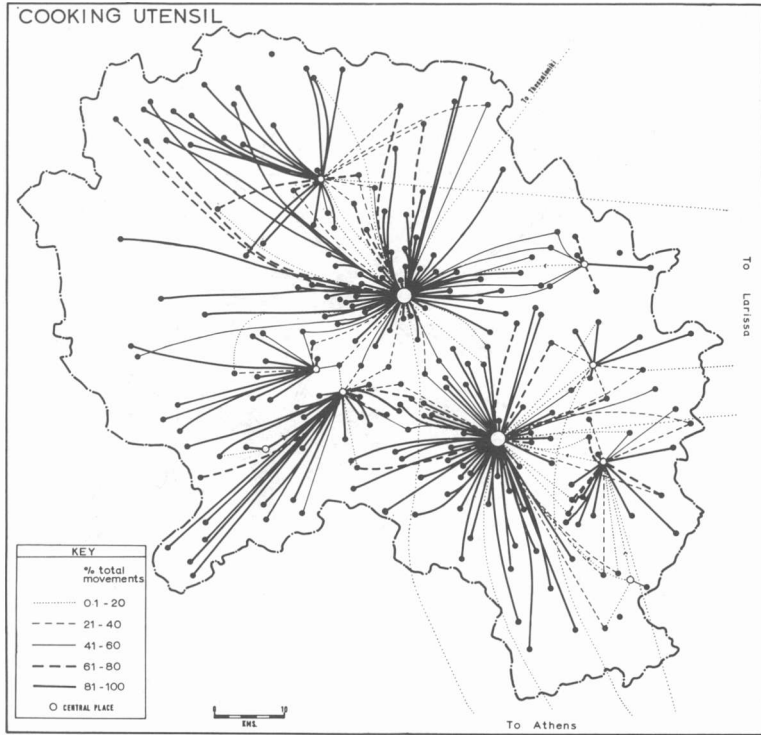 COOKING UTENSIL
To Thessaloniki
To Larissa
KEY
% total
movements
0·1 - 20
21 - 40
41 - 60
61 - 80
81 - 100
CENTRAL PLACE
0 10
KMS.
To Athens